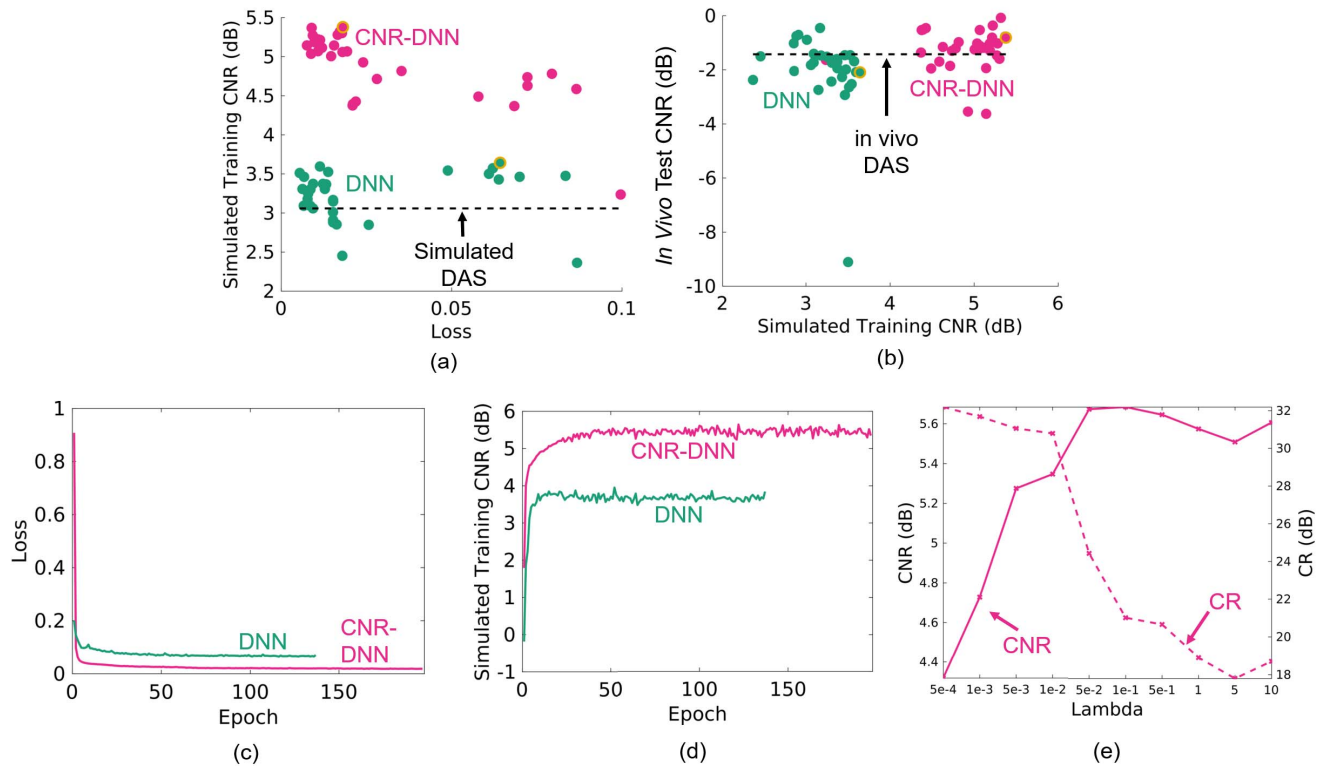 5.5
5
4.5
4
3.5
3
2.5
2
0
0.05
0.1
Simulated Training CNR (dB)
Loss
CNR-DNN
DNN
Simulated
DAS
(a)
0
-2
-4
-6
-8
-10
2
3
4
5
6
In Vivo Test CNR (dB)
Simulated Training CNR (dB)
DNN
CNR-DNN
in vivo
DAS
(b)
1
0.8
0.6
0.4
0.2
0
0
50
100
150
Loss
Epoch
DNN
CNR-
DNN
(c)
6
5
4
3
2
1
0
-1
0
50
100
150
Simulated Training CNR (dB)
Epoch
CNR-DNN
DNN
(d)
5.6
5.4
5.2
5
4.8
4.6
4.4
CNR (dB)
32
30
28
26
24
22
20
18
CR (dB)
5e-4
1e-3
5e-3
1e-2
5e-2
1e-1
5e-1
1
5
10
Lambda
CNR
CR
(e)